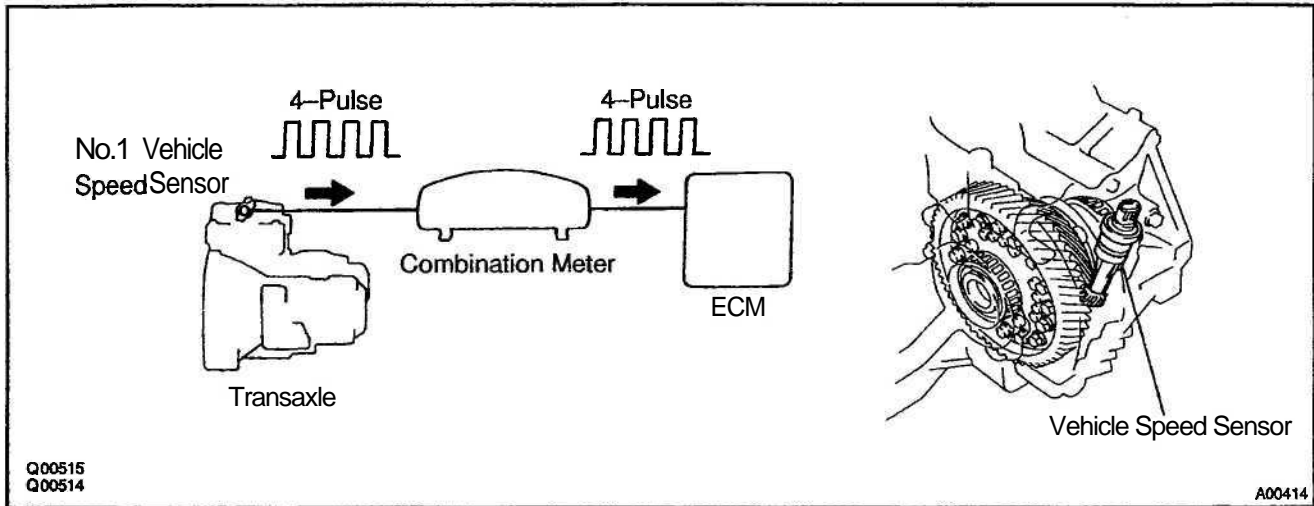 4–Pulse
4–Pulse
No.1 Vehicle
Speed Sensor
Combination Meter
ECM
Transaxle
Vehicle Speed Sensor
Q00515
Q00514
A00414